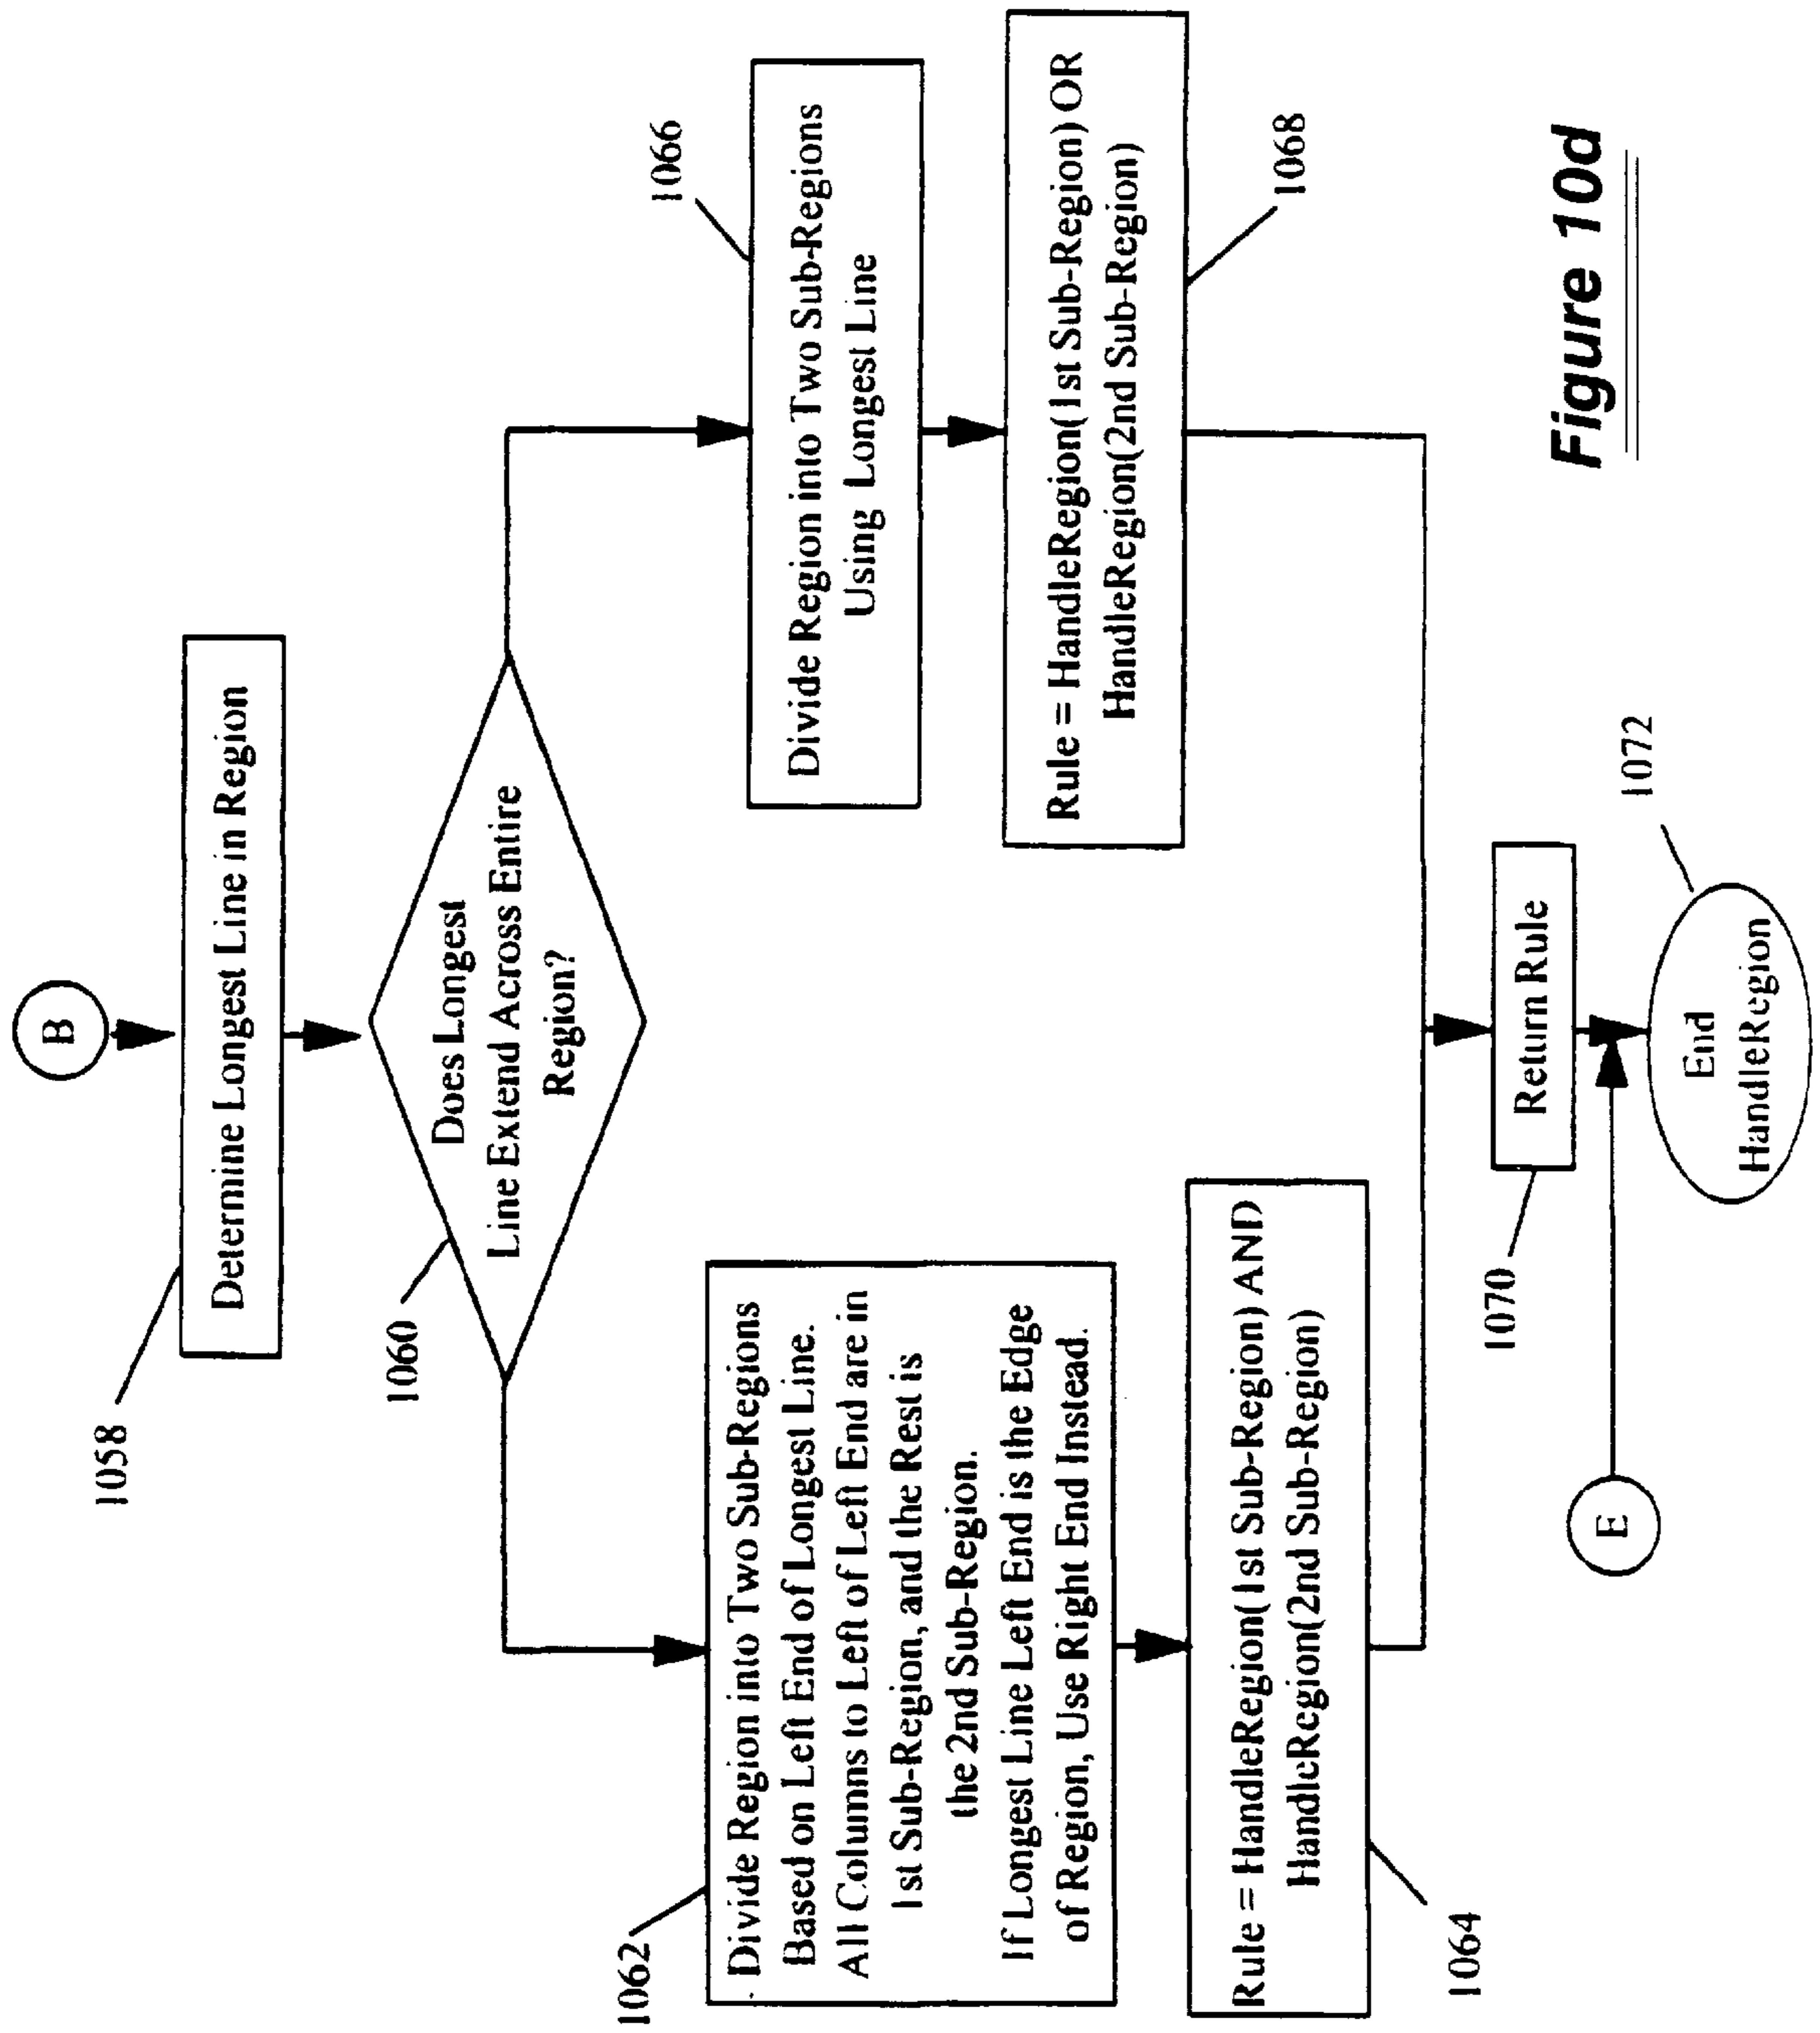 B
1058
Determine Longest Line in Region
1060
Does Longest
Line Extend Across Entire
Region?
1062
Divide Region into Two Sub-Regions
Based on Left End of Longest Line.
All Columns to Left of Left End are in
1st Sub-Region, and the Rest is
the 2nd Sub-Region.
If Longest Line Left End is the Edge
of Region, Use Right End Instead.
1066
Divide Region into Two Sub-Regions
Using Longest Line
Rule = HandleRegion(1st Sub-Region) AND
HandleRegion(2nd Sub-Region)
1064
Rule = HandleRegion(1st Sub-Region) OR
HandleRegion(2nd Sub-Region)
1068
1070
Return Rule
E
1072
End
HandleRegion
Figure 10d